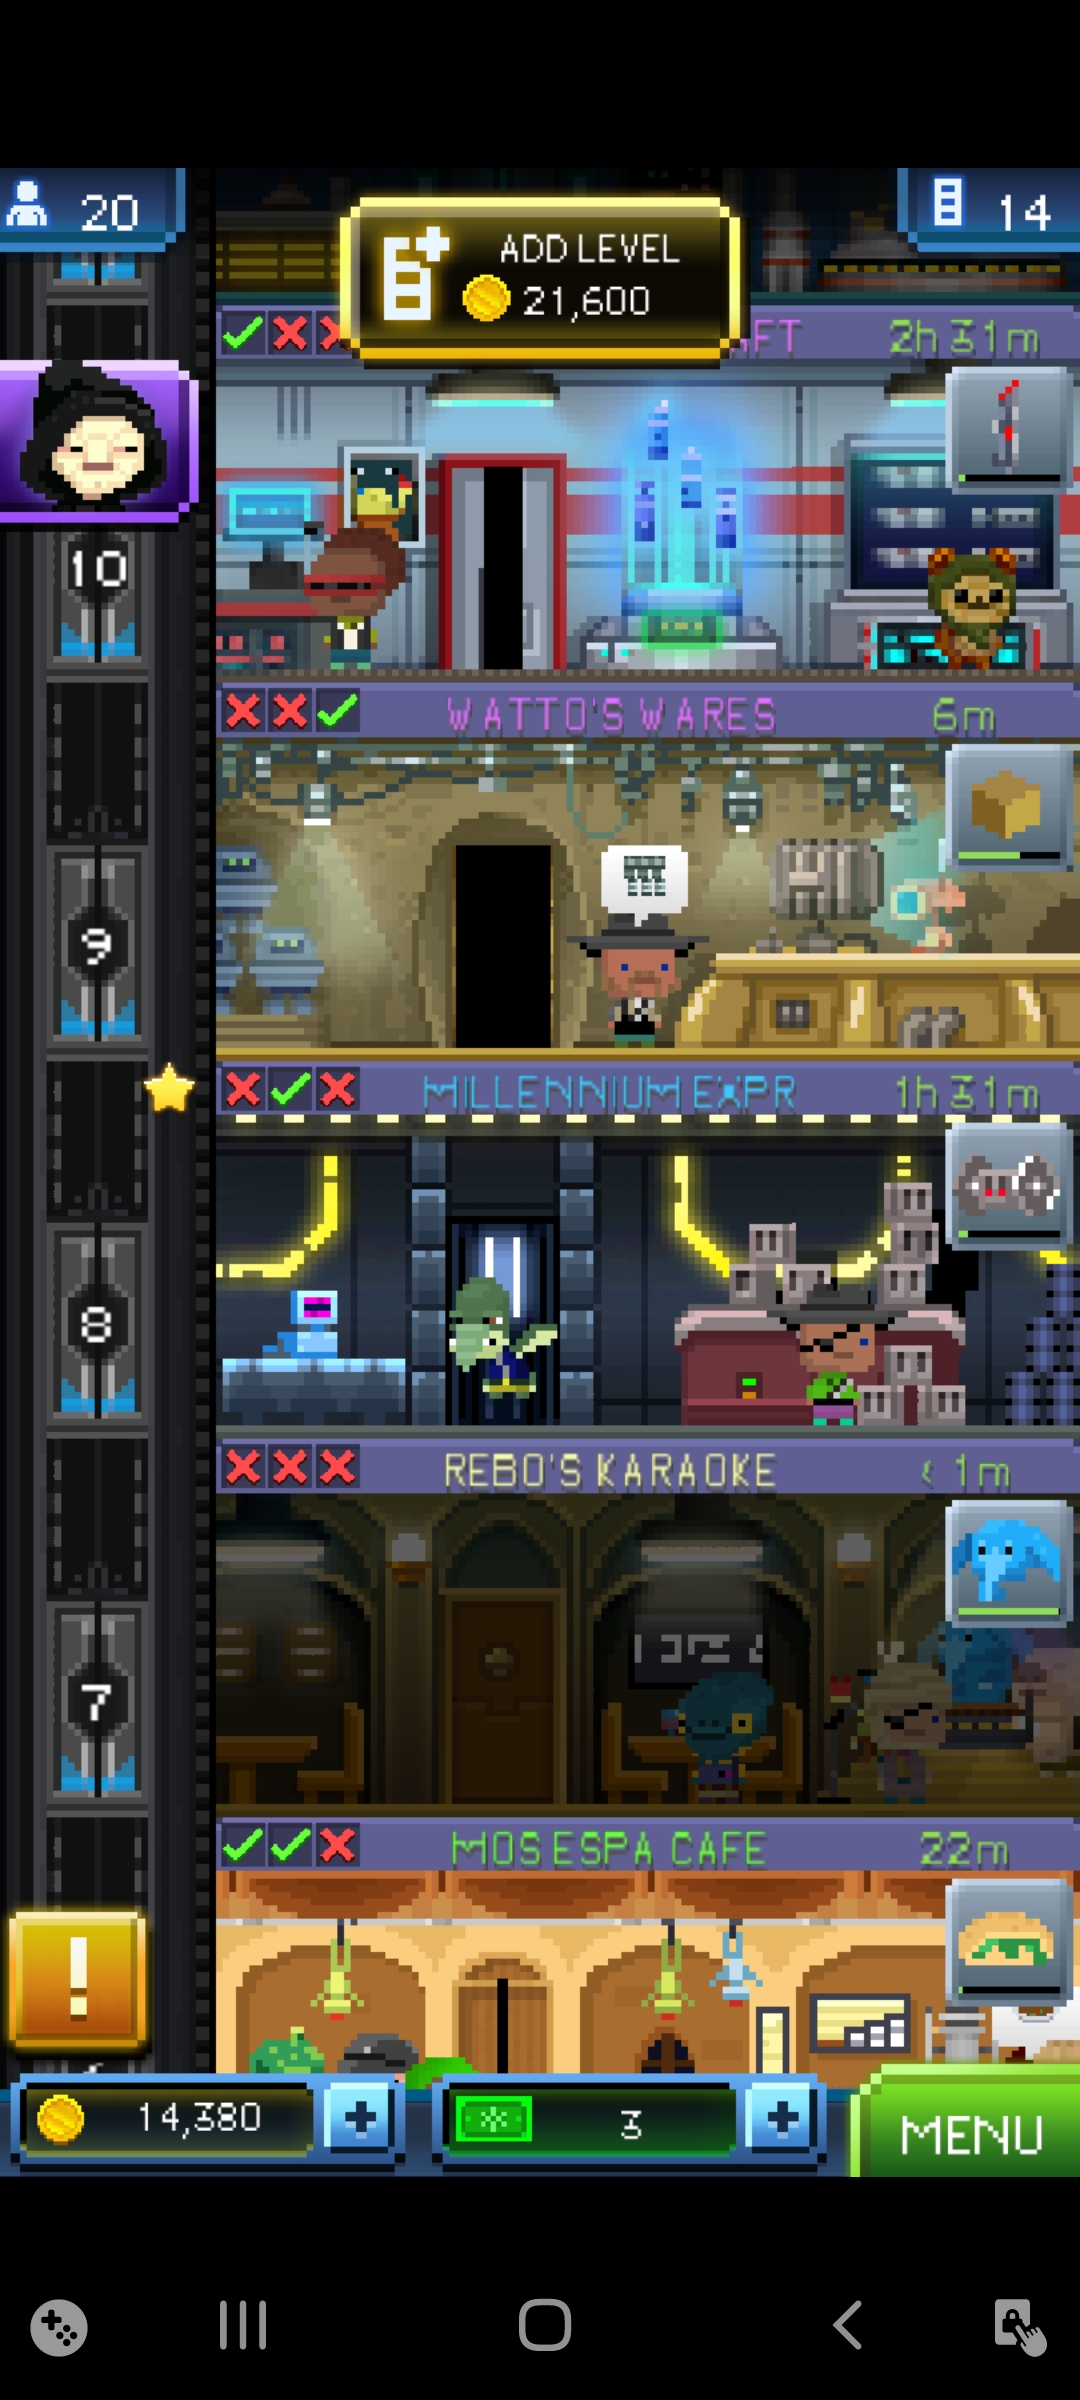 20
14
ADD LEVEL
21,600
2h 31m
10
WATTO'S WARES
6m
9
MILLENNIUM EXPR
1h 31m
8
REBO'S KARAOKE
< 1m
7
MOS ESPA CAFE
22m
!
14,380
3
MENU